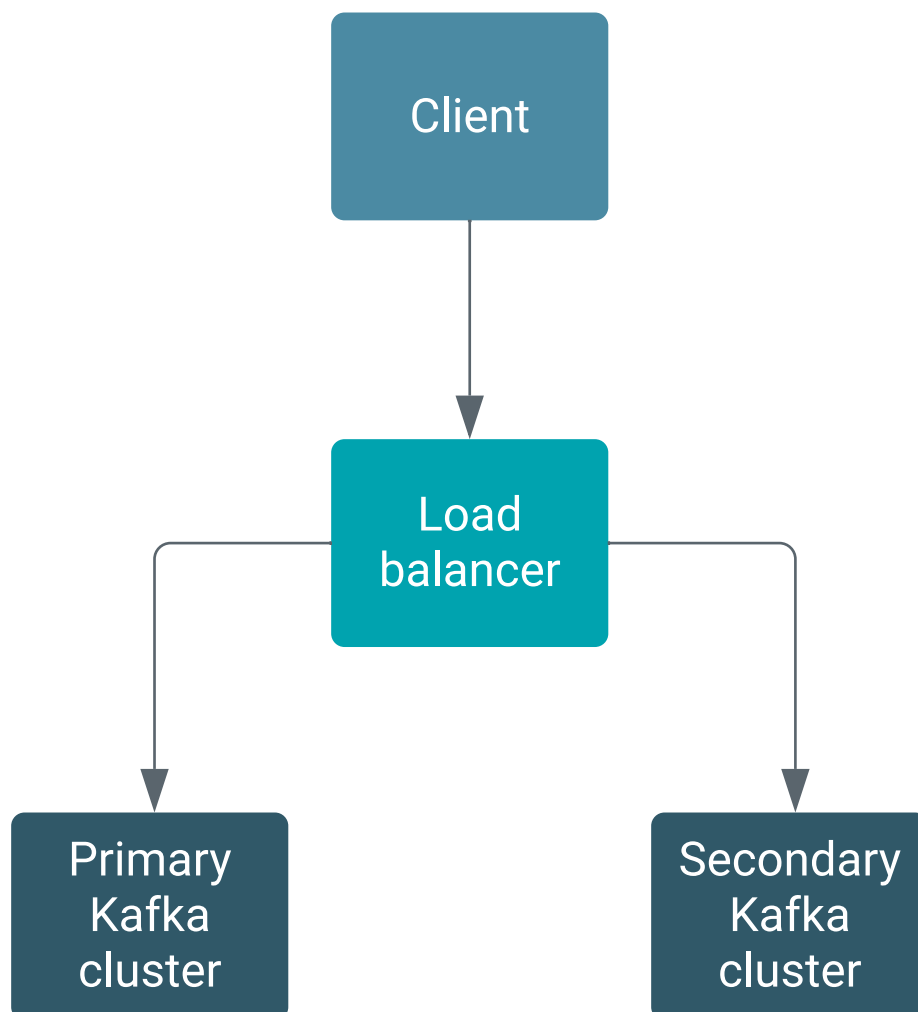 Client
Load
balancer
Primary
Kafka
cluster
Secondary
Kafka
cluster